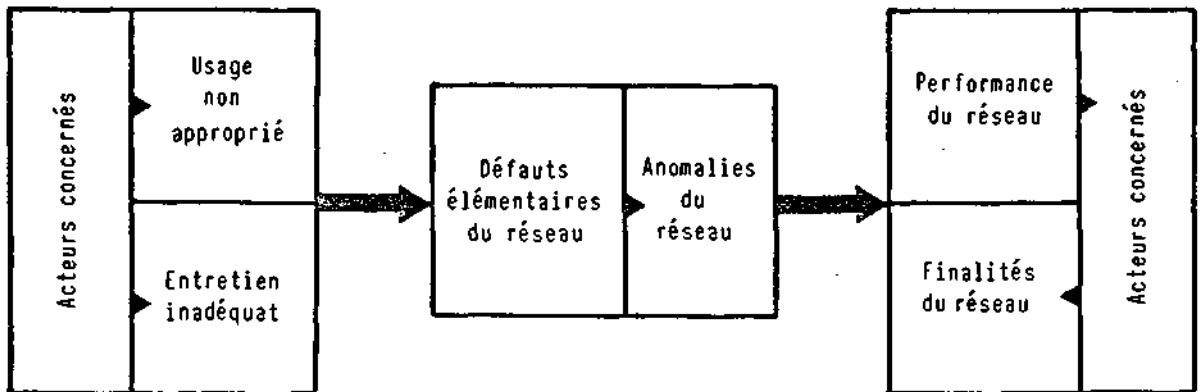 Acteurs concernés
Usage
non
approprié
Entretien
inadéquat
Défauts
élémentaires
du réseau
Anomalies
du
réseau
Performance
du réseau
Finalités
du réseau
Acteurs concernés